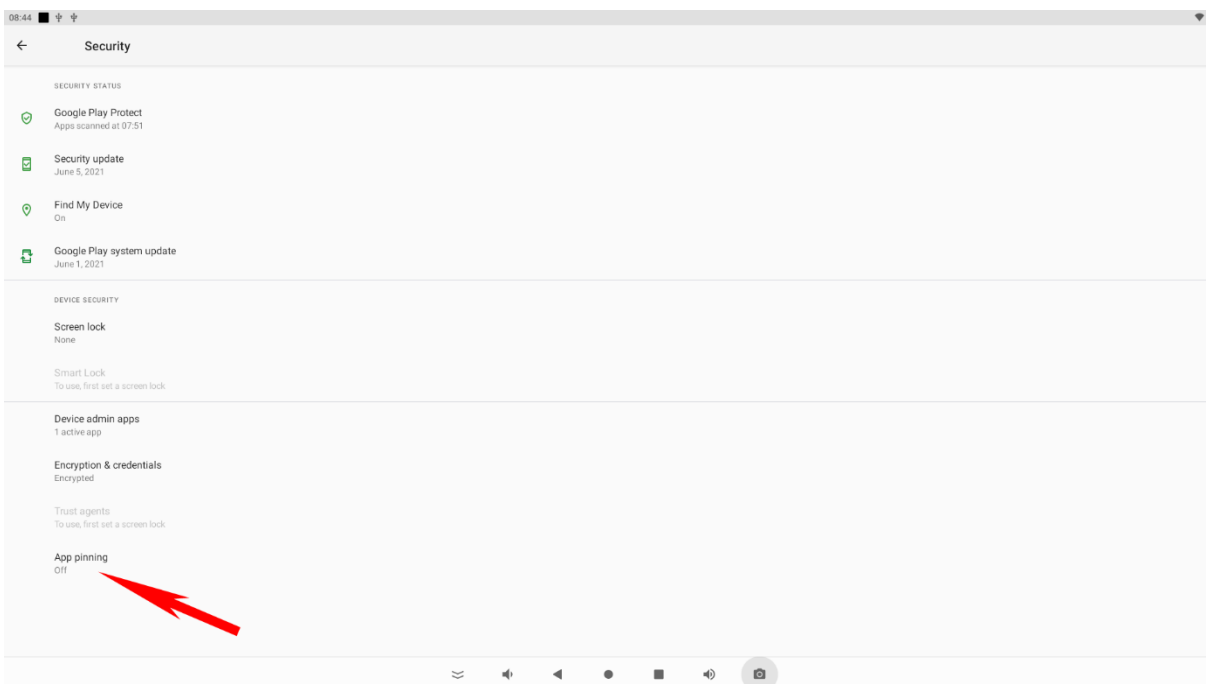 08:44
Security
SECURITY STATUS
Google Play Protect
Apps scanned at 07:51
Security update
June 5, 2021
Find My Device
On
Google Play system update
June 1, 2021
DEVICE SECURITY
Screen lock
None
Smart Lock
To use, first set a screen lock
Device admin apps
1 active app
Encryption & credentials
Encrypted
Trust agents
To use, first set a screen lock
App pinning
Off